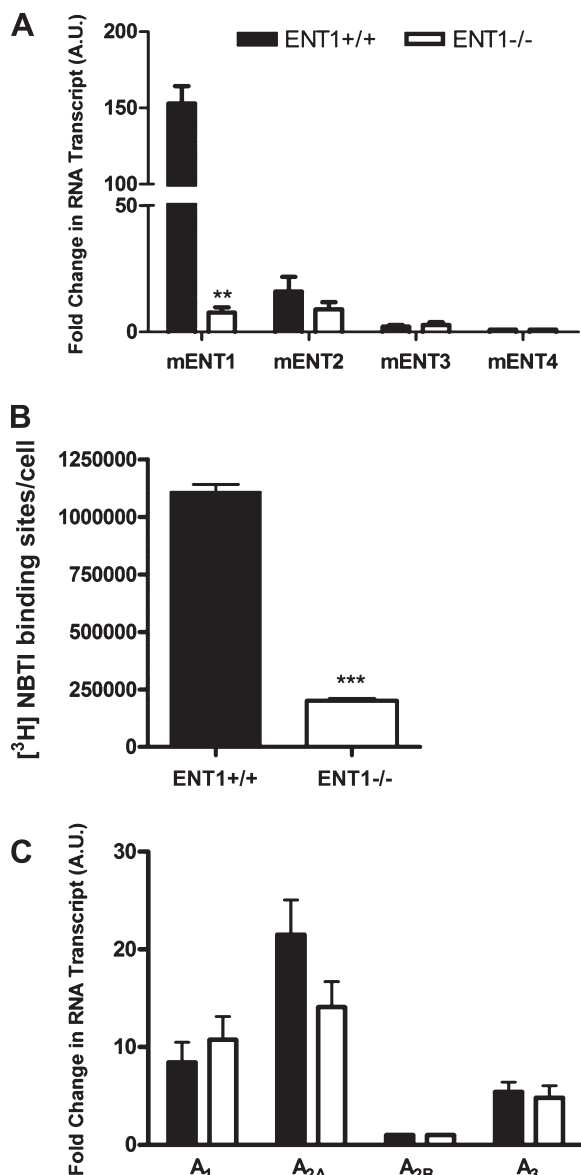 A
Fold Change in RNA Transcript (A.U.)
200
150
100
50
0
ENT1+/+
ENT1-/-
**
mENT1 mENT2 mENT3 mENT4
B
[³H] NBTI binding sites/cell
1250000
1000000
750000
500000
250000
0
***
ENT1+/+ ENT1-/-
C
Fold Change in RNA Transcript (A.U.)
30
20
10
0
A₁ A₂A A₂B A₃